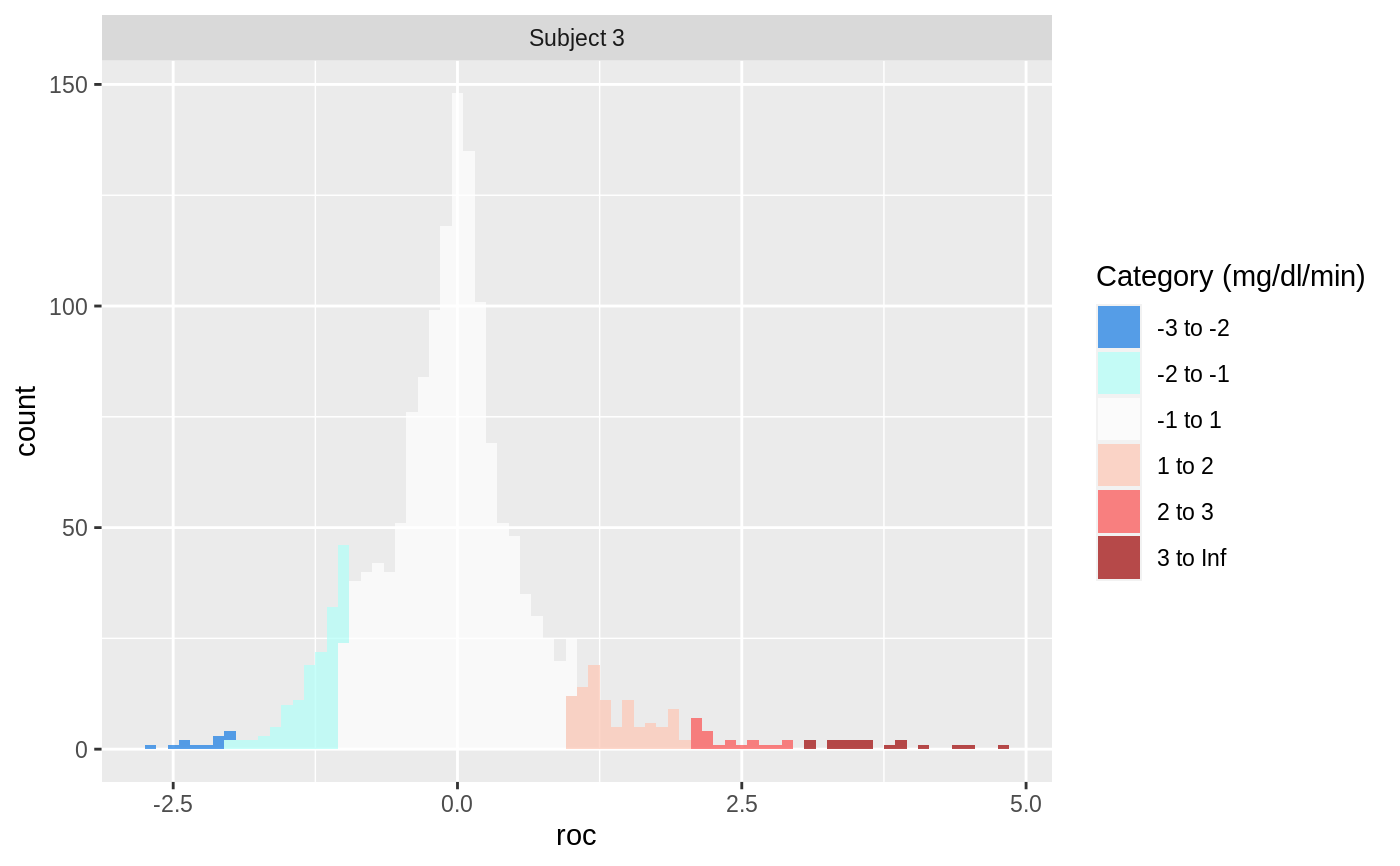 Subject 3
150
100
50
0
count
-2.5
0.0
2.5
5.0
roc
Category (mg/dl/min)
-3 to -2
-2 to -1
-1 to 1
1 to 2
2 to 3
3 to Inf